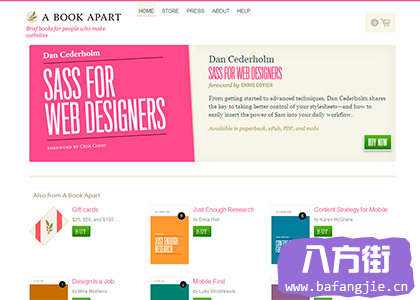 A BOOK APART
Brief books for people who make
websites
HOME STORE PRESS ABOUT HELP
Dan Cederholm
SASS FOR
WEB DESIGNERS
FOREWORD BY Chris Coyier
Dan Cederholm
SASS FOR WEB DESIGNERS
foreword by CHRIS COYIER
From getting started to advanced techniques, Dan Cederholm shares
the key to taking better control of your stylesheets—and how to
easily insert the power of Sass into your daily workflow.
Available in paperback, ePub, PDF, and mobi
BUY NOW
Also from A Book Apart:
Gift cards
$25, $50, and $100
BUY
Just Enough Research
by Erika Hall
BUY
JUST
ENOUGH
RESEARCH
Content Strategy for Mobile
by Karen McGrane
BUY
Design Is a Job
by Mike Monteiro
Mobile First
by Luke Wroblewski
八方街
www.bafangjie.cn